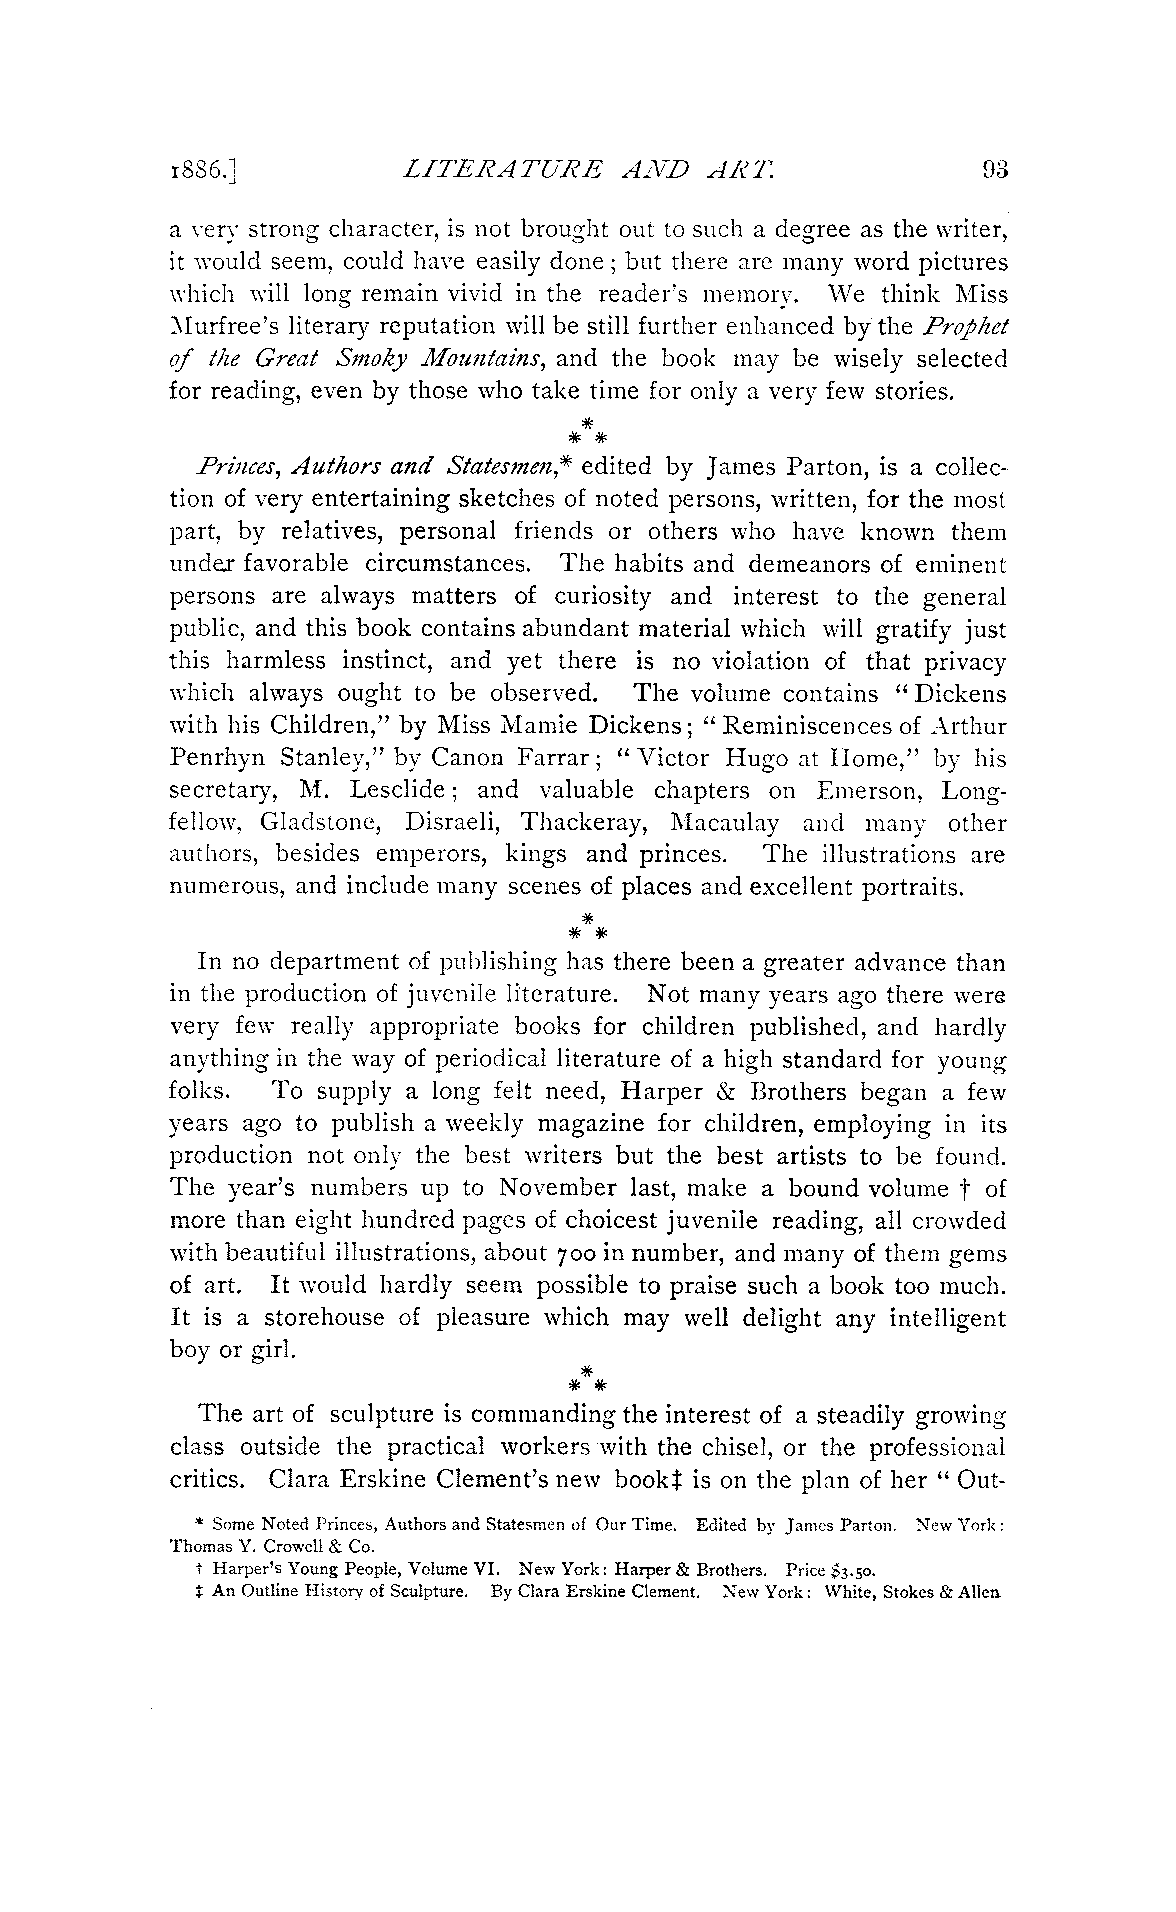 1886.] LITERATURE AND ART. 93
a very strong character, is not brought out to such a degree as the writer,
it would seem, could have easily done; but there are many word pictures
which will long remain vivid in the reader's memory. We think Miss
Murfree's literary reputation will be still further enhanced by the Prophet
of the Great Smoky Mountains, and the book may be wisely selected
for reading, even by those who take time for only a very few stories.
*
* *
Princes, Authors and Statesmen,* edited by James Parton, is a collec-
tion of very entertaining sketches of noted persons, written, for the most
part, by relatives, personal friends or others who have known them
under favorable circumstances. The habits and demeanors of eminent
persons are always matters of curiosity and interest to the general
public, and this book contains abundant material which will gratify just
this harmless instinct, and yet there is no violation of that privacy
which always ought to be observed. The volume contains "Dickens
with his Children," by Miss Mamie Dickens; "Reminiscences of Arthur
Penrhyn Stanley," by Canon Farrar; "Victor Hugo at Home," by his
secretary, M. Lesclide; and valuable chapters on Emerson, Long-
fellow, Gladstone, Disraeli, Thackeray, Macaulay and many other
authors, besides emperors, kings and princes. The illustrations are
numerous, and include many scenes of places and excellent portraits.
*
* *
In no department of publishing has there been a greater advance than
in the production of juvenile literature. Not many years ago there were
very few really appropriate books for children published, and hardly
anything in the way of periodical literature of a high standard for young
folks. To supply a long felt need, Harper & Brothers began a few
years ago to publish a weekly magazine for children, employing in its
production not only the best writers but the best artists to be found.
The year's numbers up to November last, make a bound volume † of
more than eight hundred pages of choicest juvenile reading, all crowded
with beautiful illustrations, about 700 in number, and many of them gems
of art. It would hardly seem possible to praise such a book too much.
It is a storehouse of pleasure which may well delight any intelligent
boy or girl.
*
* *
The art of sculpture is commanding the interest of a steadily growing
class outside the practical workers with the chisel, or the professional
critics. Clara Erskine Clement's new book‡ is on the plan of her "Out-
* Some Noted Princes, Authors and Statesmen of Our Time. Edited by James Parton. New York:
Thomas Y. Crowell & Co.
† Harper's Young People, Volume VI. New York: Harper & Brothers. Price $3.50.
‡ An Outline History of Sculpture. By Clara Erskine Clement. New York: White, Stokes & Allen